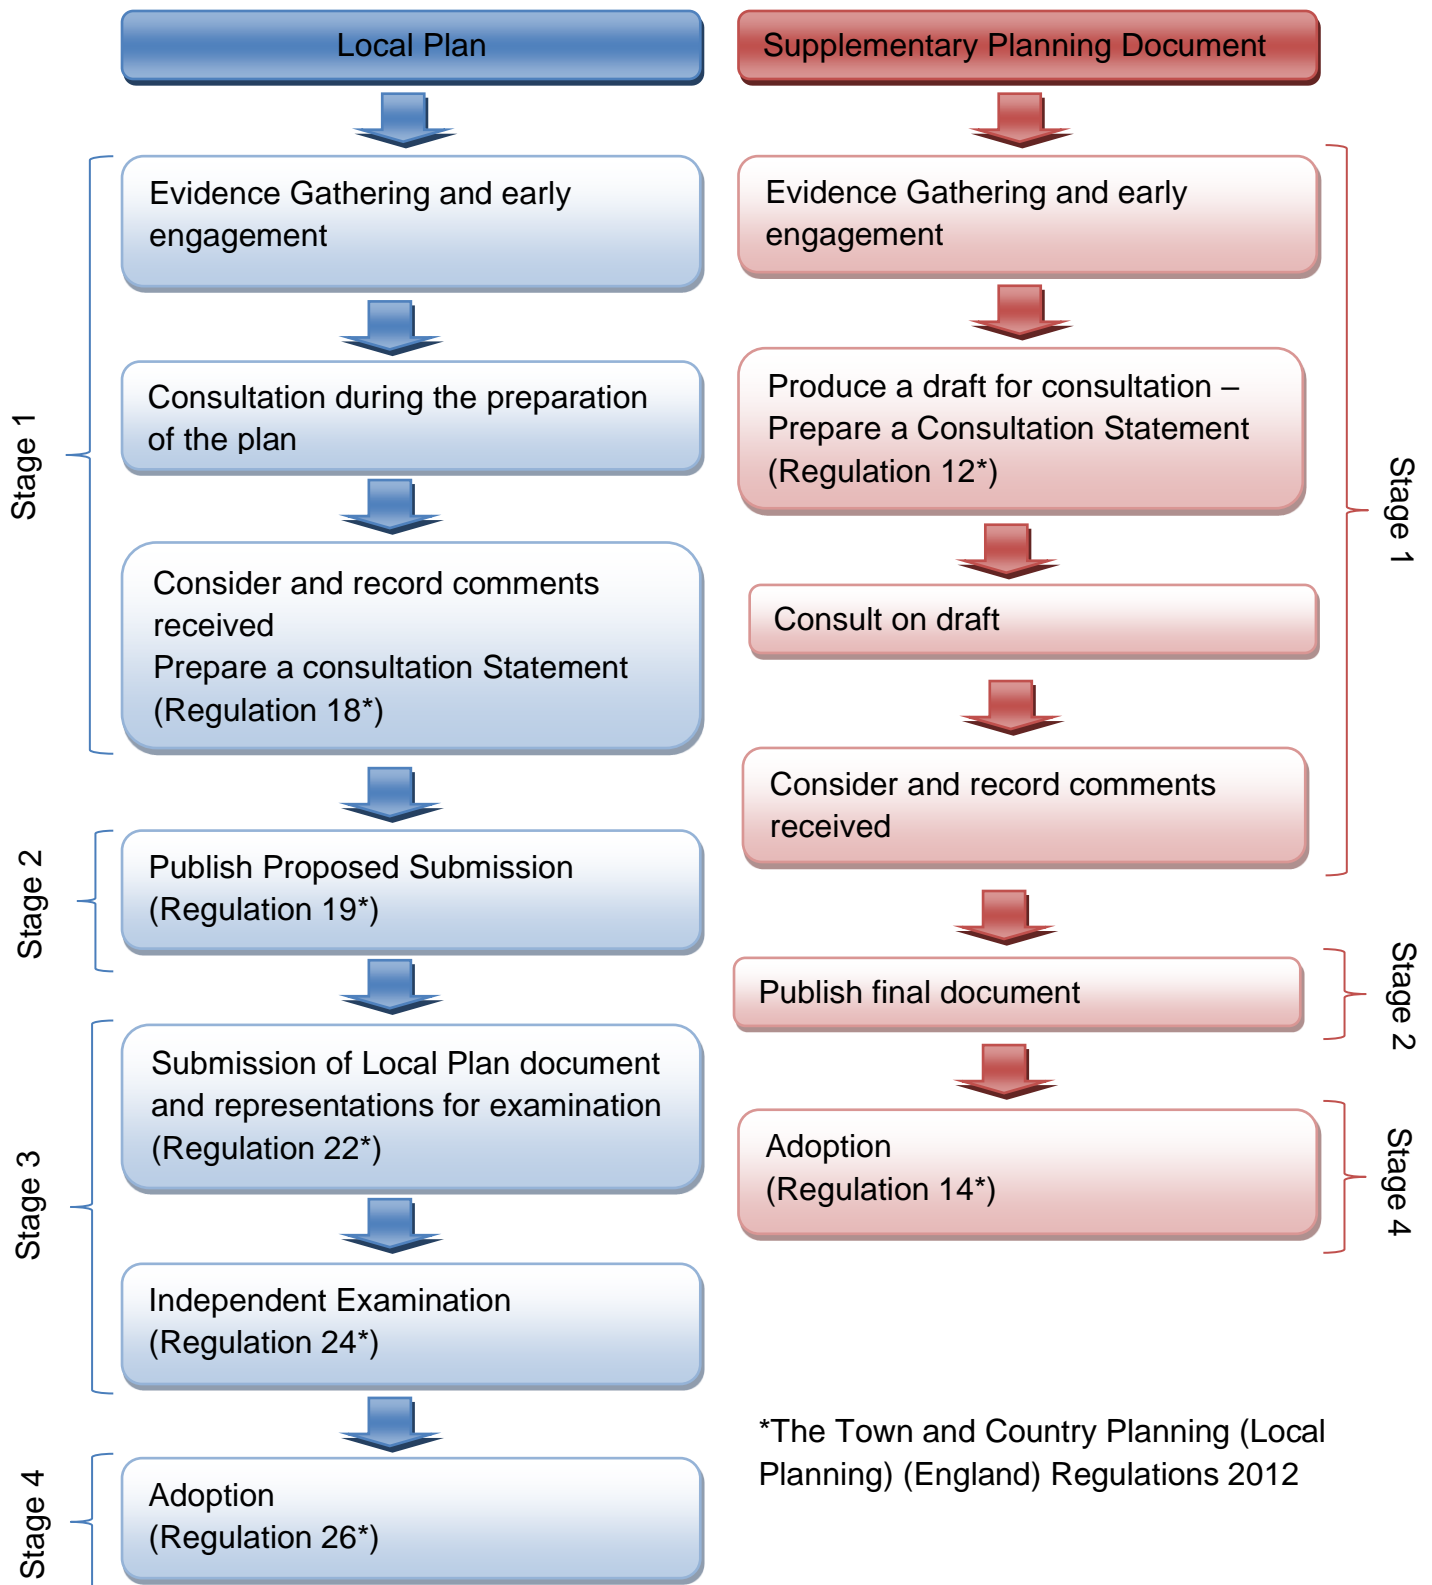 Local Plan
Stage 1
Evidence Gathering and early
engagement
Consultation during the preparation
of the plan
Consider and record comments
received
Prepare a consultation Statement
(Regulation 18*)
Stage 2
Publish Proposed Submission
(Regulation 19*)
Stage 3
Submission of Local Plan document
and representations for examination
(Regulation 22*)
Independent Examination
(Regulation 24*)
Stage 4
Adoption
(Regulation 26*)
Supplementary Planning Document
Evidence Gathering and early
engagement
Produce a draft for consultation –
Prepare a Consultation Statement
(Regulation 12*)
Consult on draft
Consider and record comments
received
Stage 1
Publish final document
Stage 2
Adoption
(Regulation 14*)
Stage 4
*The Town and Country Planning (Local
Planning) (England) Regulations 2012